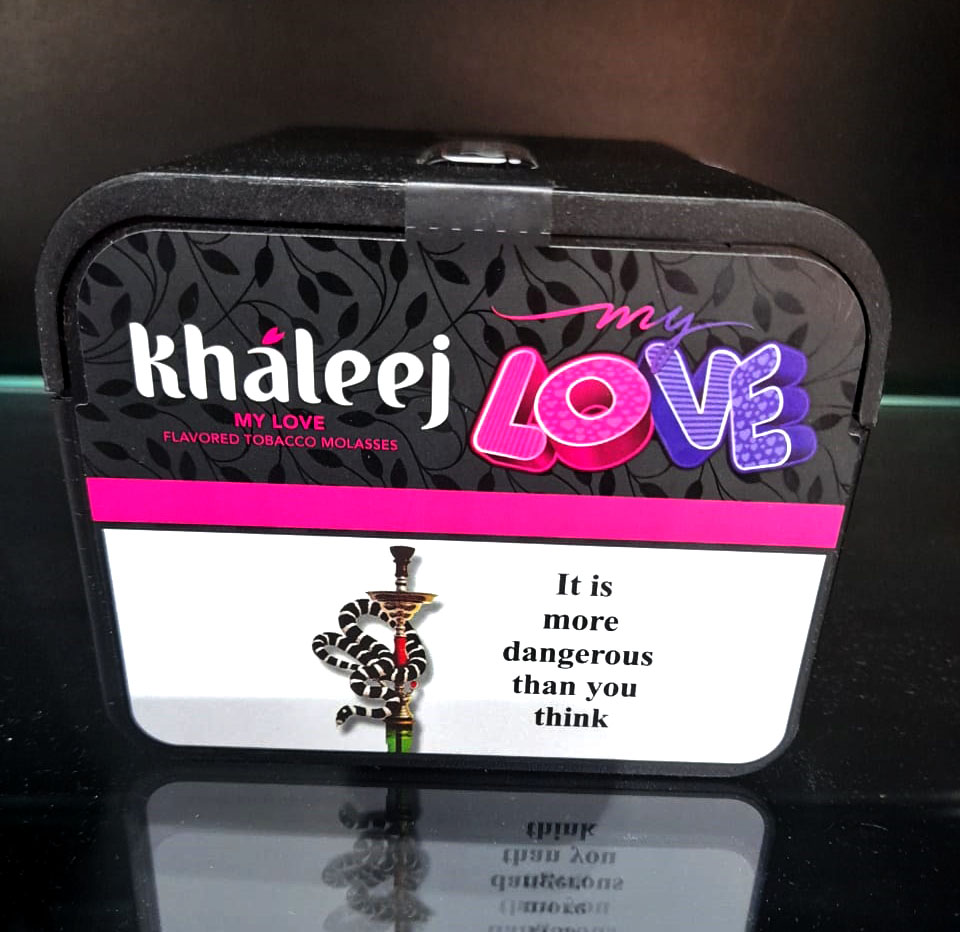 khaleej
MY LOVE
FLAVORED TOBACCO MOLASSES
my
LOVE
It is
more
dangerous
than you
think